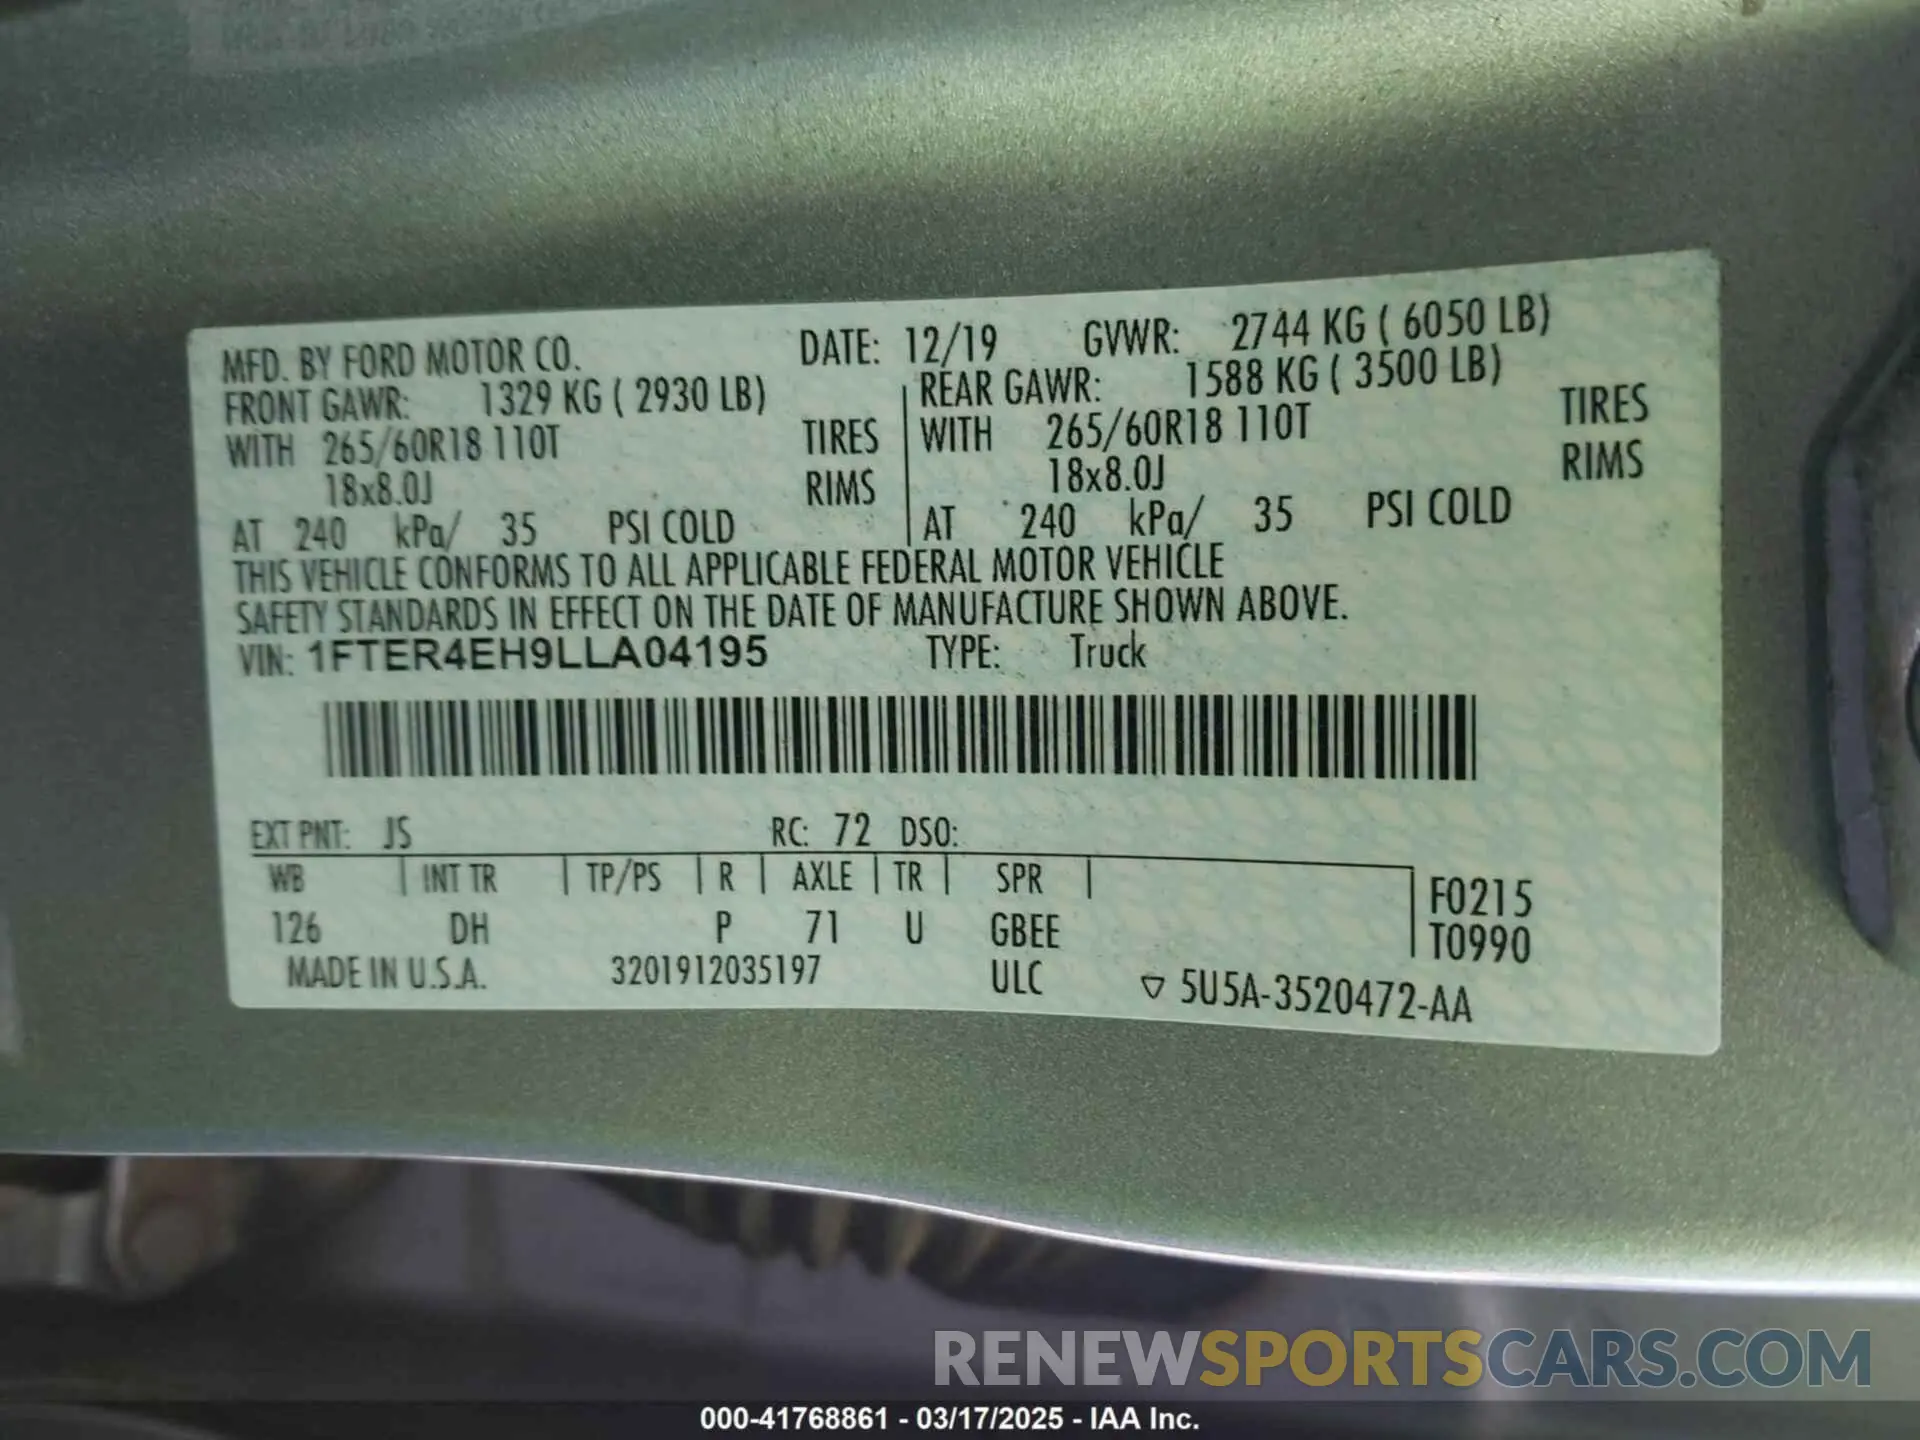 MFD. BY FORD MOTOR CO. DATE: 12/19 GVWR: 2744 KG ( 6050 LB)
FRONT GAWR: 1329 KG ( 2930 LB) REAR GAWR: 1588 KG ( 3500 LB)
WITH 265/60R18 110T TIRES WITH 265/60R18 110T TIRES
18x8.0J RIMS 18x8.0J RIMS
AT 240 kPa/ 35 PSI COLD AT 240 kPa/ 35 PSI COLD
THIS VEHICLE CONFORMS TO ALL APPLICABLE FEDERAL MOTOR VEHICLE
SAFETY STANDARDS IN EFFECT ON THE DATE OF MANUFACTURE SHOWN ABOVE.
VIN: 1FTER4EH9LLA04195 TYPE: Truck
EXT PNT: JS RC: 72 DSO:
WB INT TR TP/PS R AXLE TR SPR F0215
126 DH P 71 U GBEE T0990
MADE IN U.S.A. 3201912035197 ULC 5U5A-3520472-AA
RENEWSPORTSCARS.COM
000-41768861 - 03/17/2025 - IAA Inc.